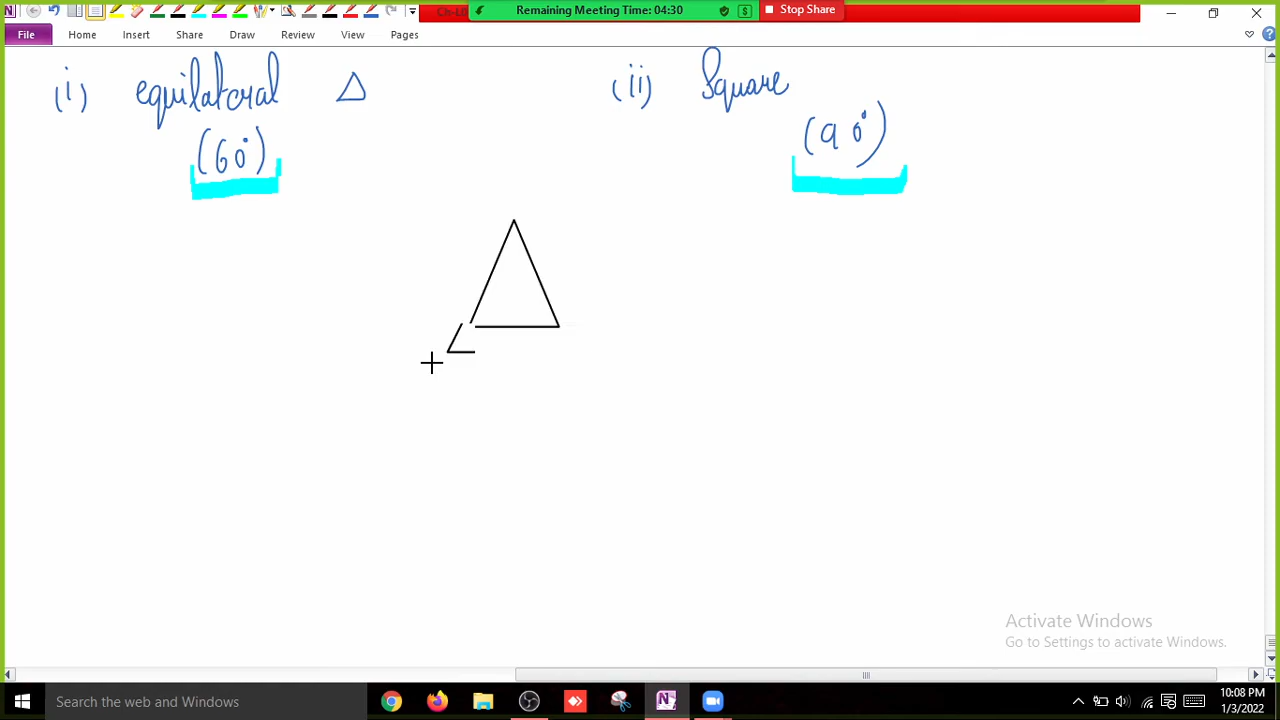 Remaining Meeting Time: 04:30
Stop Share
File Home Insert Share Draw Review View Pages
(i) equilateral Δ
(60°)
(ii) Square
(90°)
Activate Windows
Go to Settings to activate Windows.
Search the web and Windows
10:08 PM
1/3/2022